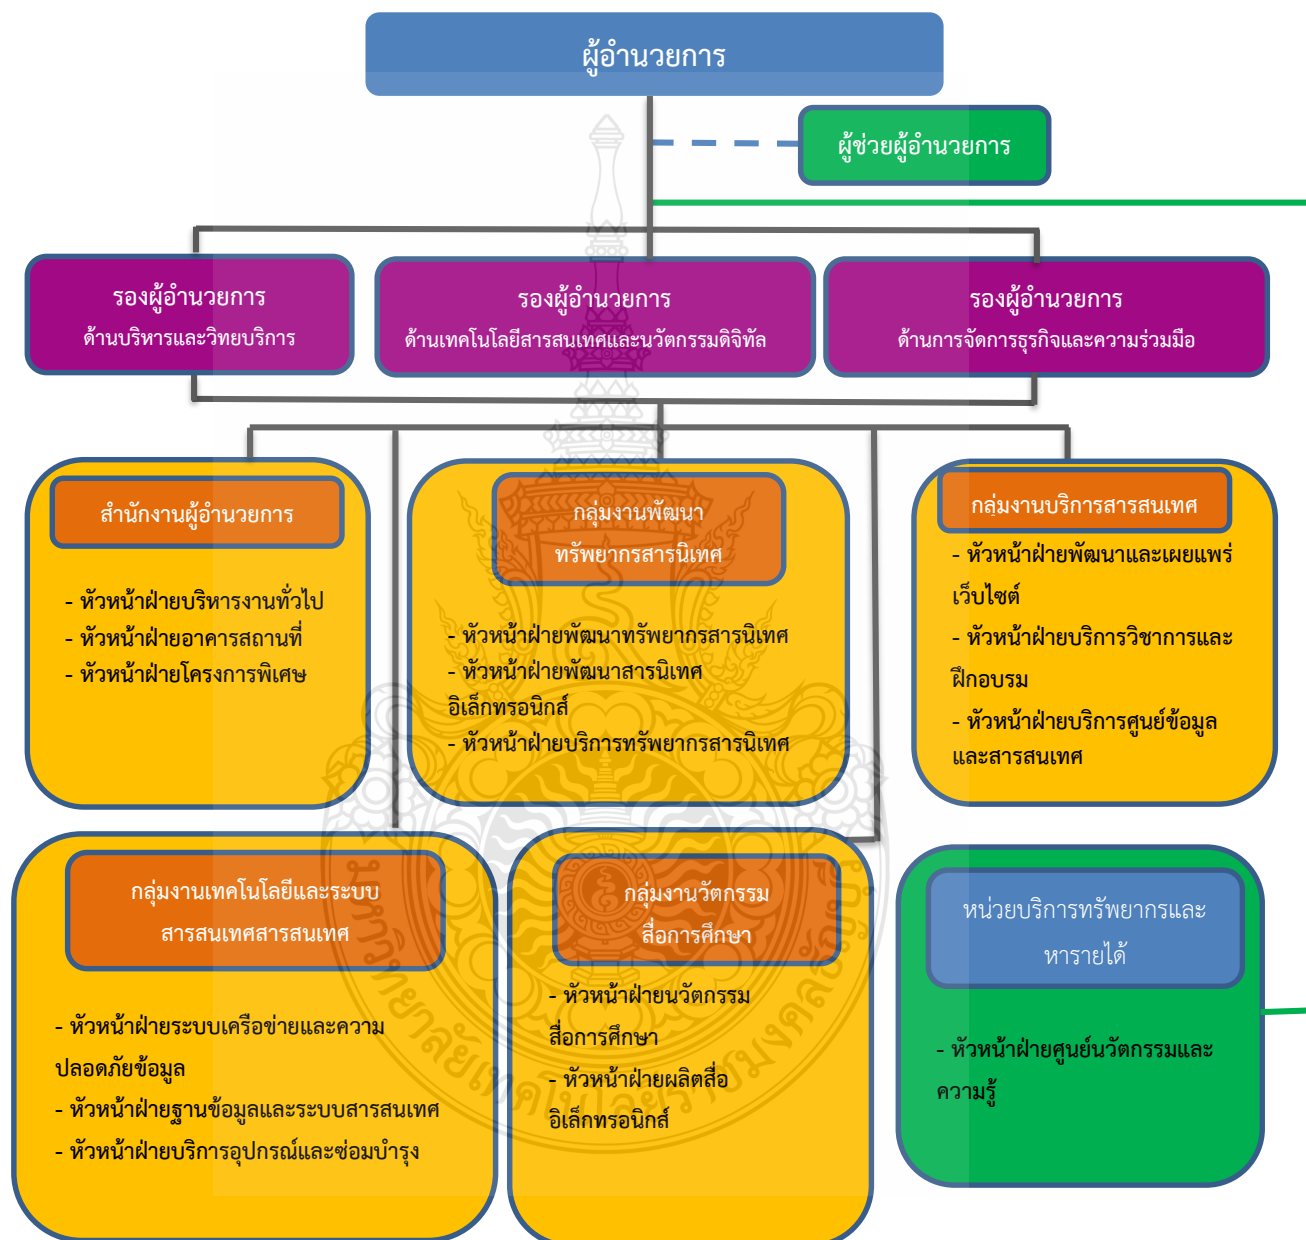 ผู้อำนวยการ
ผู้ช่วยผู้อำนวยการ
รองผู้อำนวยการ
ด้านบริหารและวิทยบริการ
รองผู้อำนวยการ
ด้านเทคโนโลยีสารสนเทศและนวัตกรรมดิจิทัล
รองผู้อำนวยการ
ด้านการจัดการธุรกิจและความร่วมมือ
สำนักงานผู้อำนวยการ
- หัวหน้าฝ่ายบริหารงานทั่วไป
- หัวหน้าฝ่ายอาคารสถานที่
- หัวหน้าฝ่ายโครงการพิเศษ
กลุ่มงานพัฒนา
ทรัพยากรสารนิเทศ
- หัวหน้าฝ่ายพัฒนาทรัพยากรสารนิเทศ
- หัวหน้าฝ่ายพัฒนาสารนิเทศ
อิเล็กทรอนิกส์
- หัวหน้าฝ่ายบริการทรัพยากรสารนิเทศ
กลุ่มงานบริการสารสนเทศ
- หัวหน้าฝ่ายพัฒนาและเผยแพร่
เว็บไซต์
- หัวหน้าฝ่ายบริการวิชาการและ
ฝึกอบรม
- หัวหน้าฝ่ายบริการศูนย์ข้อมูล
และสารสนเทศ
กลุ่มงานเทคโนโลยีและระบบ
สารสนเทศสารสนเทศ
- หัวหน้าฝ่ายระบบเครือข่ายและความ
ปลอดภัยข้อมูล
- หัวหน้าฝ่ายฐานข้อมูลและระบบสารสนเทศ
- หัวหน้าฝ่ายบริการอุปกรณ์และซ่อมบำรุง
กลุ่มงานวัตกรรม
สื่อการศึกษา
- หัวหน้าฝ่ายนวัตกรรม
สื่อการศึกษา
- หัวหน้าฝ่ายผลิตสื่อ
อิเล็กทรอนิกส์
หน่วยบริการทรัพยากรและ
หารายได้
- หัวหน้าฝ่ายศูนย์นวัตกรรมและ
ความรู้
มหาวิทยาลัยเทคโนโลยีราชมงคลธัญบุรี